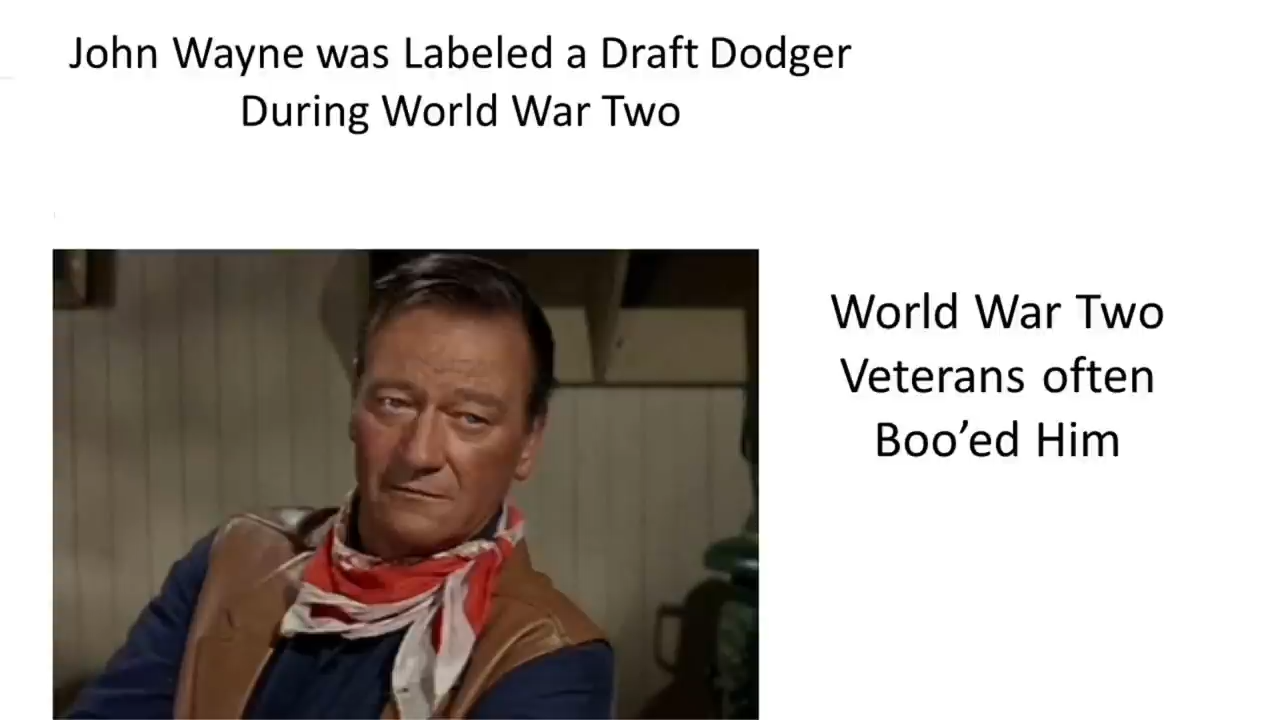 John Wayne was Labeled a Draft Dodger
During World War Two
World War Two
Veterans often
Boo’ed Him